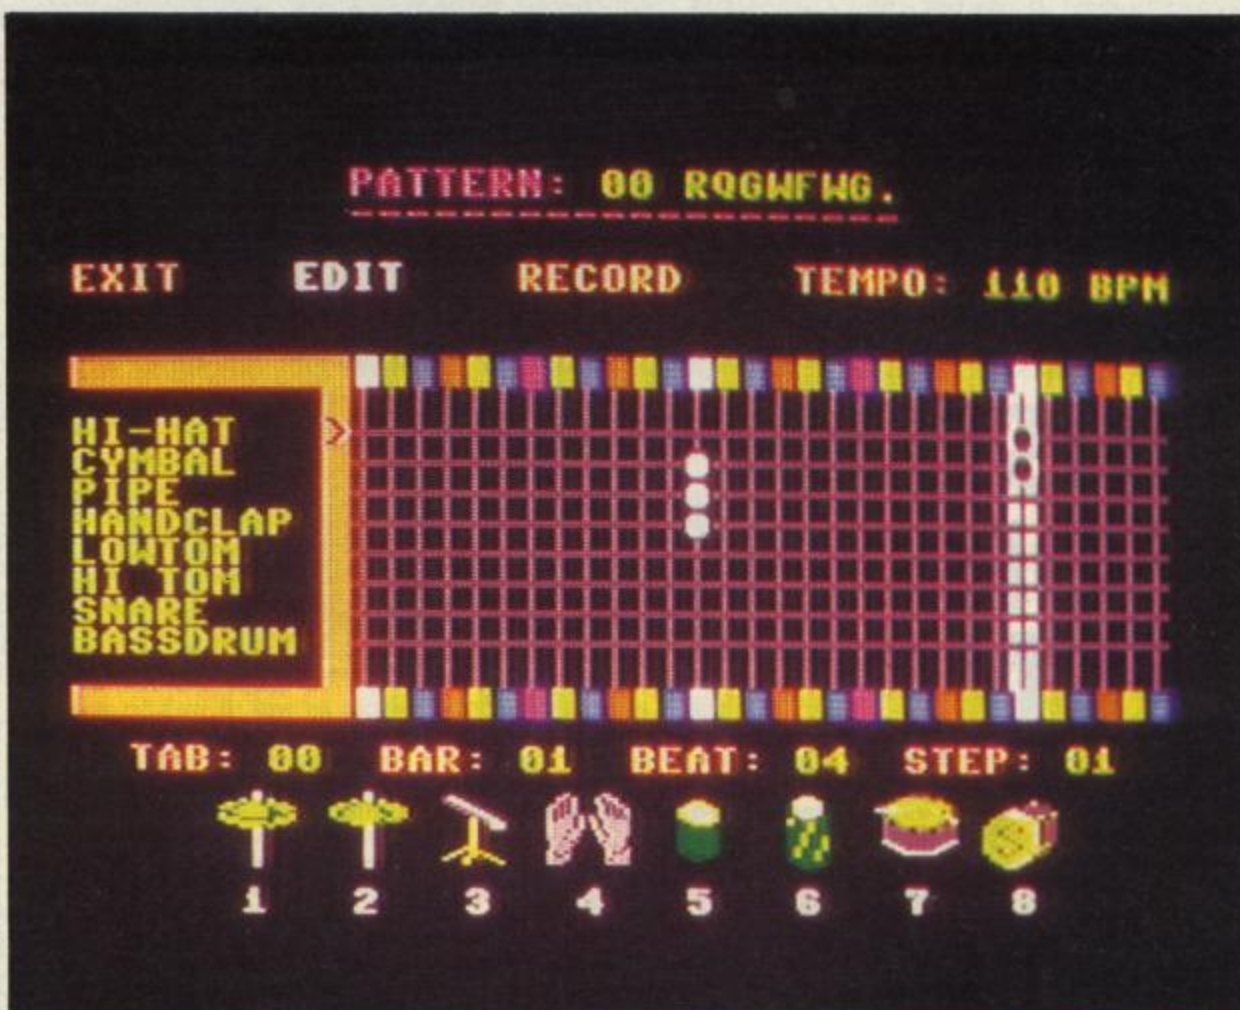 PATTERN: 00 RQGWFWG.
EXIT EDIT RECORD TEMPO: 110 BPM
HI-HAT >
CYMBAL
PIPE
HANDCLAP
LOWTOM
HI TOM
SNARE
BASSDRUM
TAB: 00 BAR: 01 BEAT: 04 STEP: 01
1 2 3 4 5 6 7 8